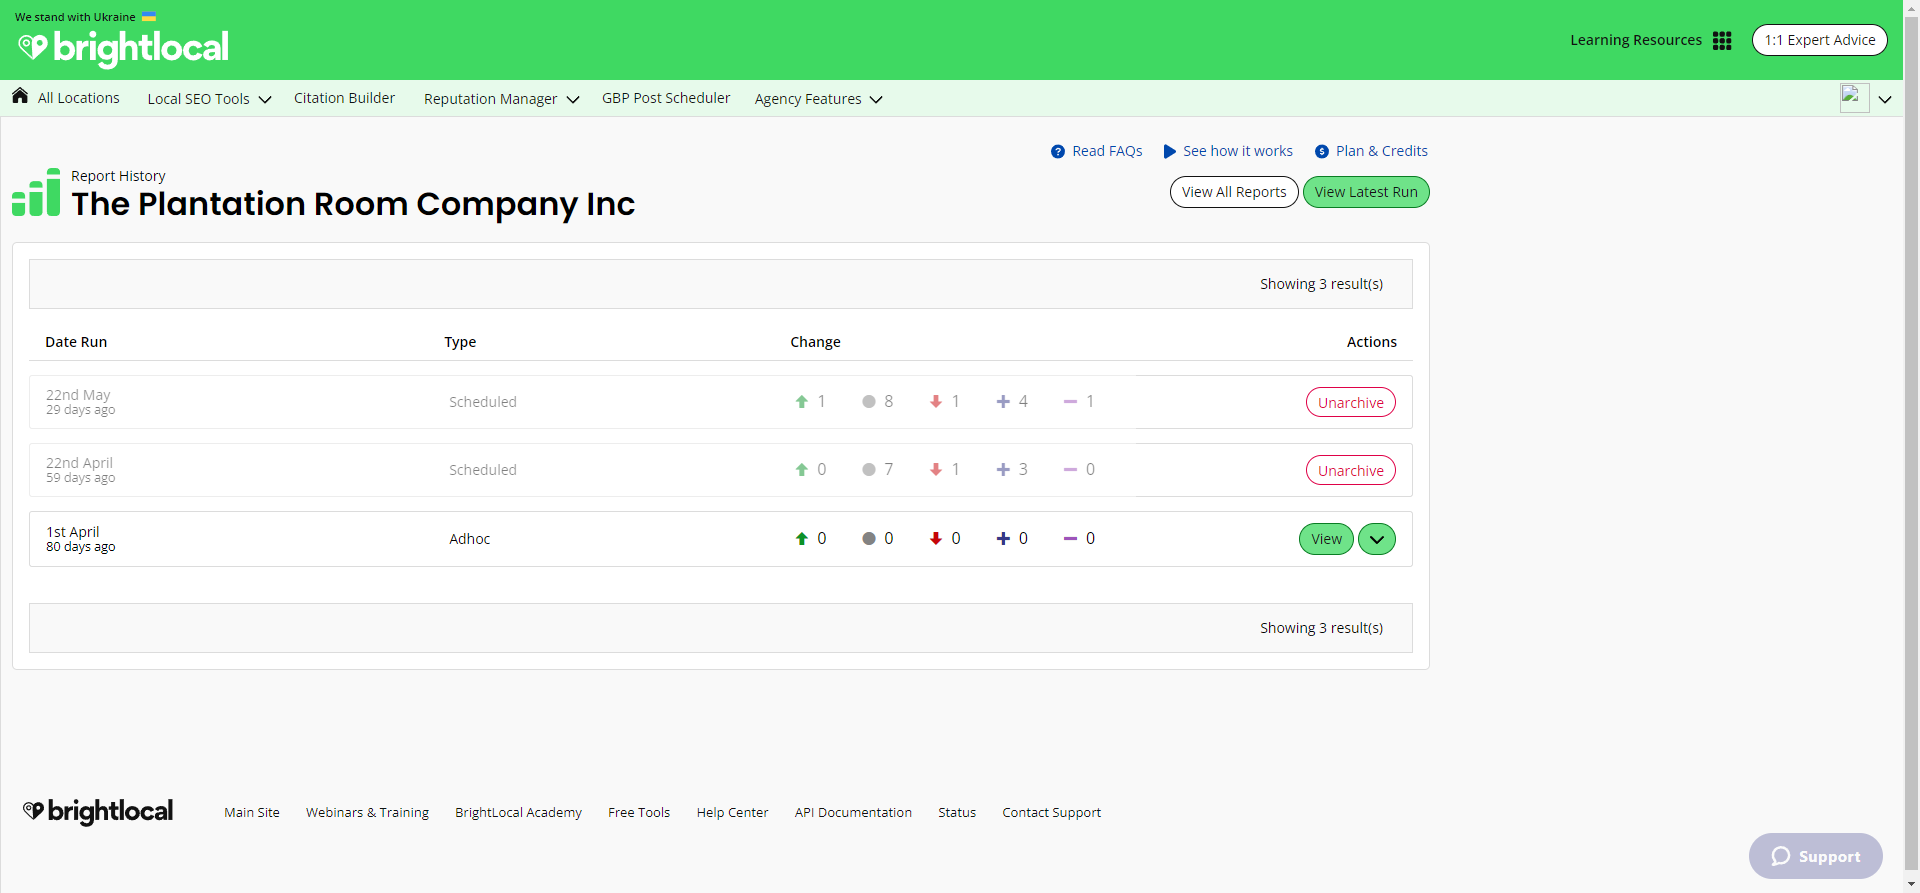 We stand with Ukraine
brightlocal
Learning Resources
1:1 Expert Advice
All Locations Local SEO Tools Citation Builder Reputation Manager GBP Post Scheduler Agency Features
Read FAQs See how it works Plan & Credits
Report History
The Plantation Room Company Inc
View All Reports View Latest Run
Showing 3 result(s)
Date Run Type Change Actions
22nd May
29 days ago
Scheduled 1 8 1 4 1 Unarchive
22nd April
59 days ago
Scheduled 0 7 1 3 0 Unarchive
1st April
80 days ago
Adhoc 0 0 0 0 0 View
Showing 3 result(s)
brightlocal Main Site Webinars & Training BrightLocal Academy Free Tools Help Center API Documentation Status Contact Support
Support